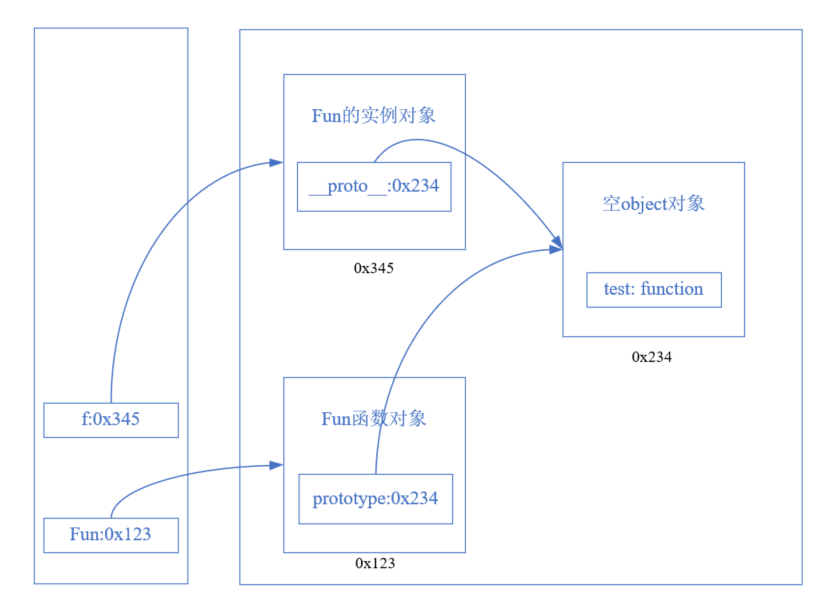 Fun的实例对象
__proto__:0x234
0x345
空object对象
test: function
0x234
f:0x345
Fun函数对象
prototype:0x234
0x123
Fun:0x123